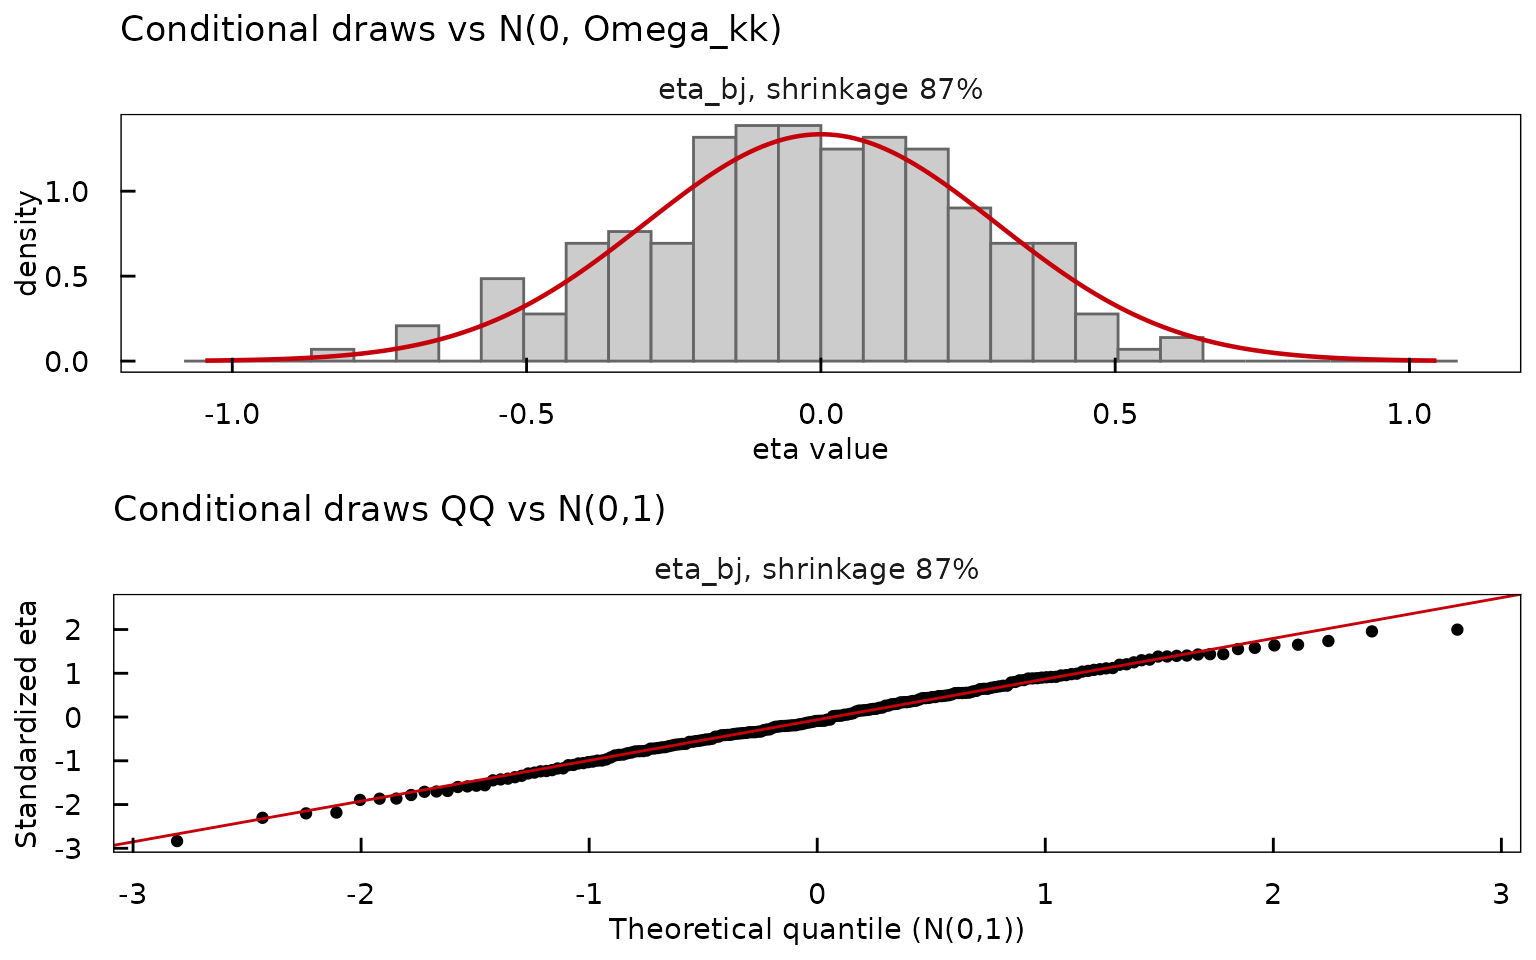 Conditional draws vs N(0, Omega_kk)
eta_bj, shrinkage 87%
density
1.0
0.5
0.0
-1.0 -0.5 0.0 0.5 1.0
eta value
Conditional draws QQ vs N(0,1)
eta_bj, shrinkage 87%
Standardized eta
2
1
0
-1
-2
-3
-3 -2 -1 0 1 2 3
Theoretical quantile (N(0,1))